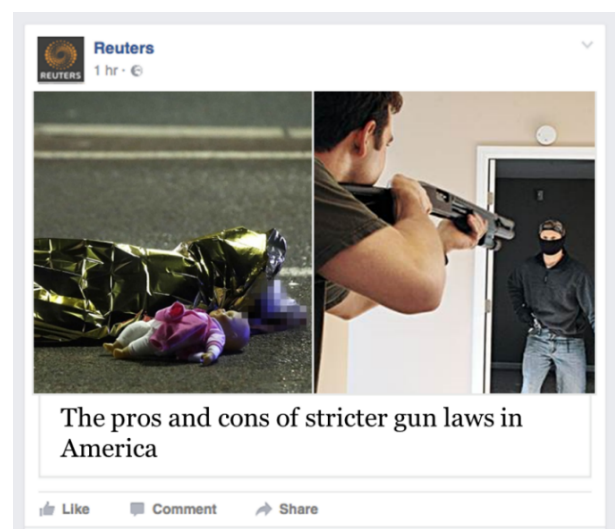 REUTERS
Reuters
1 hr ·
The pros and cons of stricter gun laws in
America
Like Comment Share